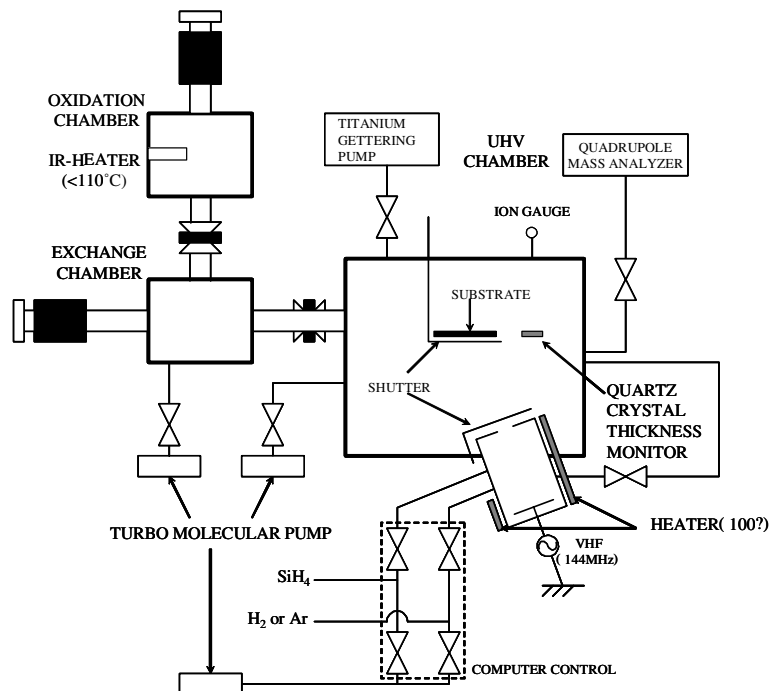 OXIDATION
CHAMBER
IR-HEATER
(<110°C)
TITANIUM
GETTERING
PUMP
UHV
CHAMBER
QUADRUPOLE
MASS ANALYZER
ION GAUGE
EXCHANGE
CHAMBER
SUBSTRATE
SHUTTER
QUARTZ
CRYSTAL
THICKNESS
MONITOR
TURBO MOLECULAR PUMP
HEATER( 100?)
VHF
( 144MHz)
SiH₄
H₂ or Ar
COMPUTER CONTROL